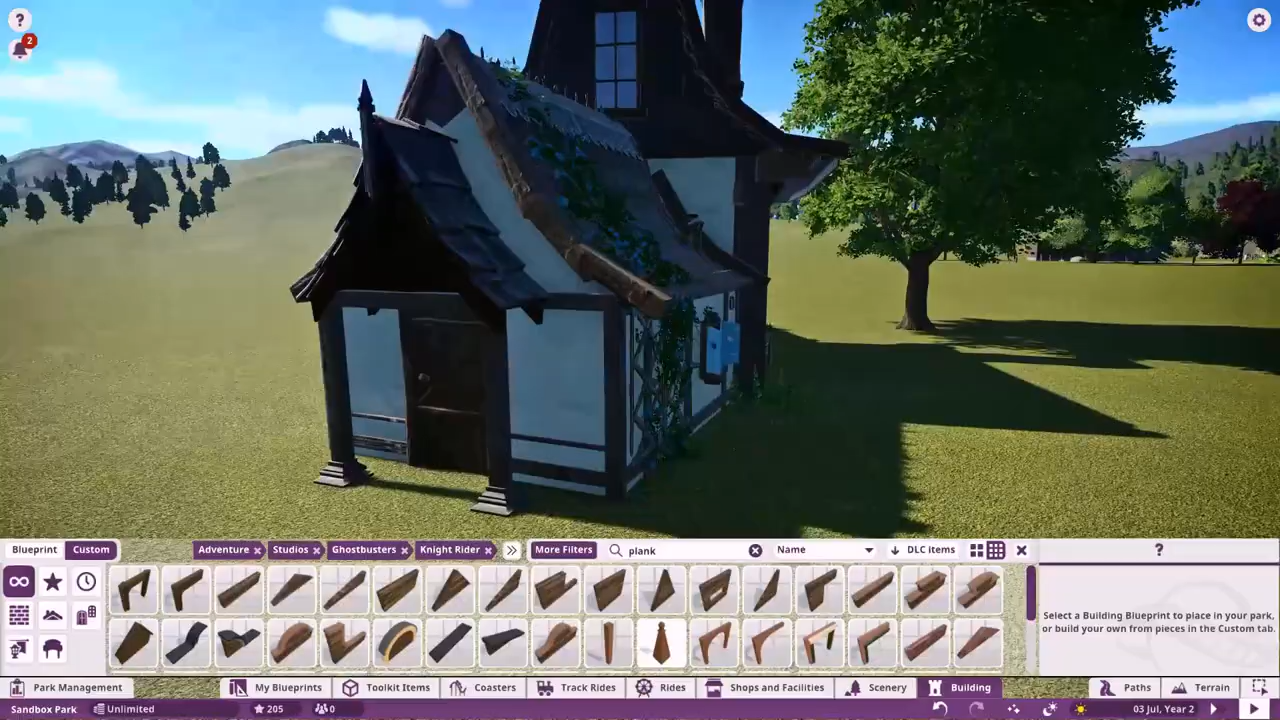 ?
2
Blueprint Custom Adventure × Studios × Ghostbusters × Knight Rider × » More Filters plank Name DLC Items ?
Select a Building Blueprint to place in your park,
or build your own from pieces in the Custom tab.
Park Management My Blueprints Toolkit Items Coasters Track Rides Rides Shops and Facilities Scenery Building Paths Terrain
Sandbox Park Unlimited 205 0 03 Jul, Year 2